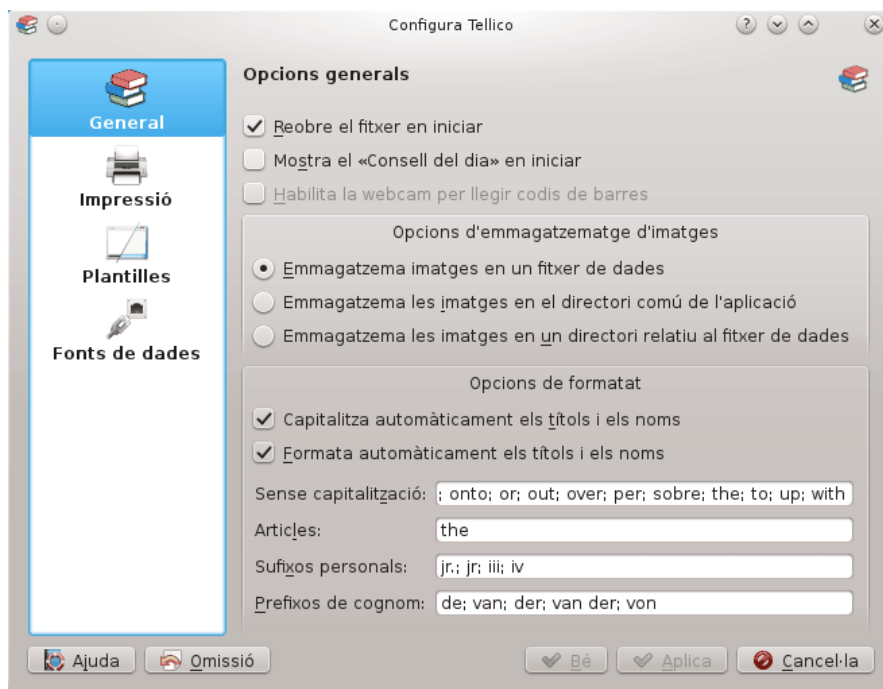 Configura Tellico
General
Impressió
Plantilles
Fonts de dades
Opcions generals
Reobre el fitxer en iniciar
Mostra el «Consell del dia» en iniciar
Habilita la webcam per llegir codis de barres
Opcions d'emmagatzematge d'imatges
Emmagatzema imatges en un fitxer de dades
Emmagatzema les imatges en el directori comú de l'aplicació
Emmagatzema les imatges en un directori relatiu al fitxer de dades
Opcions de formatat
Capitalitza automàticament els títols i els noms
Formata automàticament els títols i els noms
Sense capitalització: ; onto; or; out; over; per; sobre; the; to; up; with
Articles: the
Sufixos personals: jr.; jr; iii; iv
Prefixos de cognom: de; van; der; van der; von
Ajuda Omissió Bé Aplica Cancel·la